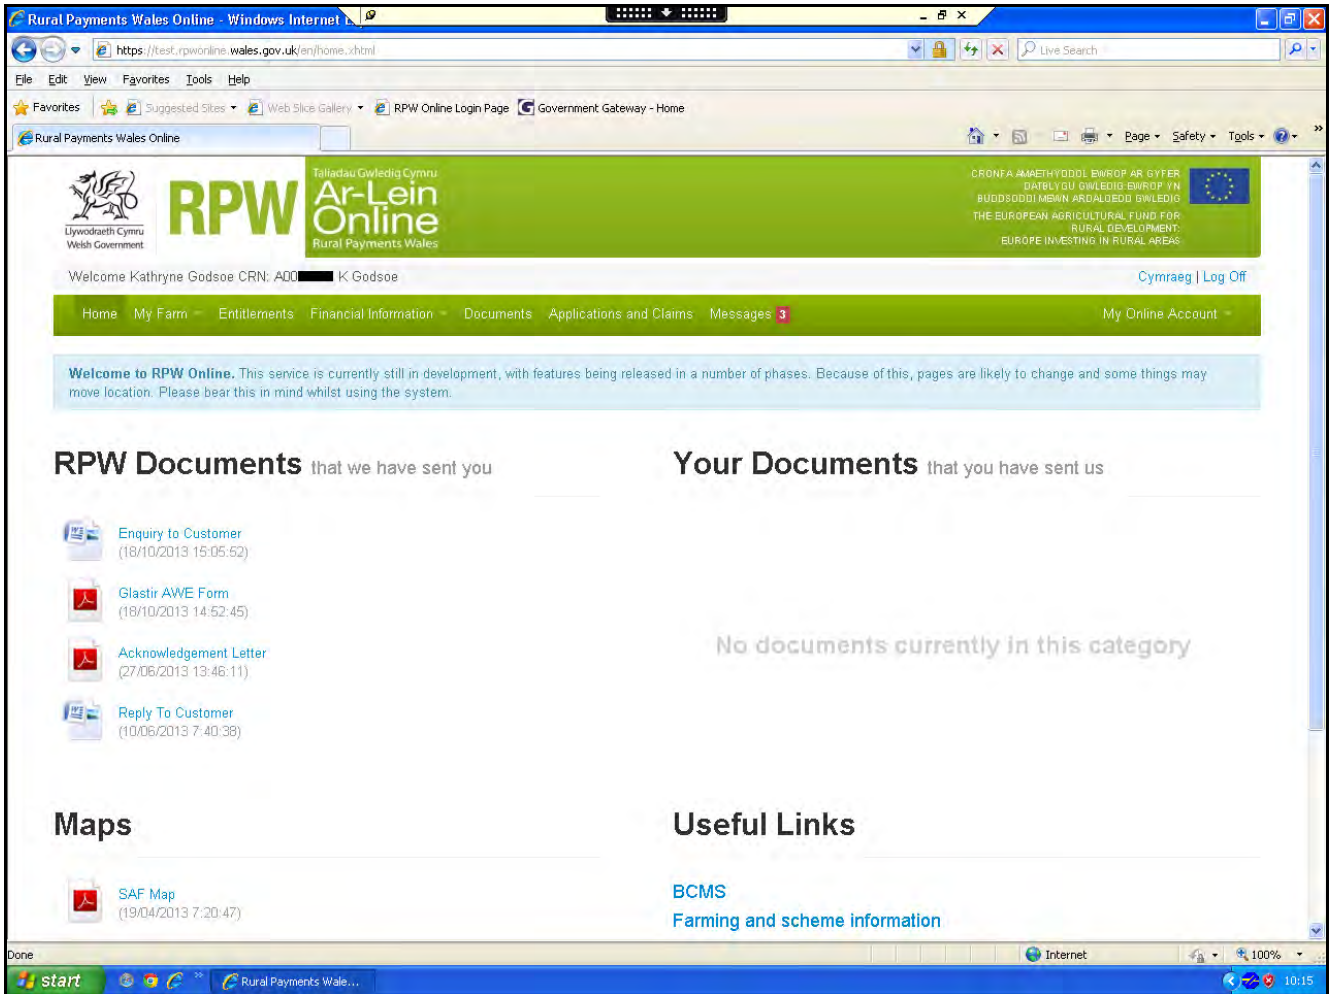 Rural Payments Wales Online - Windows Internet
https://test.rpwonline.wales.gov.uk/en/home.xhtml
Live Search
File Edit View Favorites Tools Help
Favorites Suggested Sites Web Slice Gallery RPW Online Login Page Government Gateway - Home
Rural Payments Wales Online
Page Safety Tools
Llywodraeth Cymru
Welsh Government
RPW
Taliadau Gwledig Cymru
Ar-Lein
Online
Rural Payments Wales
CRONFA AMAETHYDDOL EWROP AR GYFER
DATBLYGU GWLEDIG: EWROP YN
BUDDSODDI MEWN ARDALOEDD GWLEDIG
THE EUROPEAN AGRICULTURAL FUND FOR
RURAL DEVELOPMENT:
EUROPE INVESTING IN RURAL AREAS
Welcome Kathryne Godsoe CRN: A00 K Godsoe
Cymraeg | Log Off
Home My Farm Entitlements Financial Information Documents Applications and Claims Messages 3 My Online Account
Welcome to RPW Online. This service is currently still in development, with features being released in a number of phases. Because of this, pages are likely to change and some things may
move location. Please bear this in mind whilst using the system.
RPW Documents that we have sent you
Enquiry to Customer
(18/10/2013 15:05:52)
Glastir AWE Form
(18/10/2013 14:52:45)
Acknowledgement Letter
(27/06/2013 13:46:11)
Reply To Customer
(10/06/2013 7:40:38)
Your Documents that you have sent us
No documents currently in this category
Maps
SAF Map
(19/04/2013 7:20:47)
Useful Links
BCMS
Farming and scheme information
Done
Internet
100%
start
Rural Payments Wale...
10:15